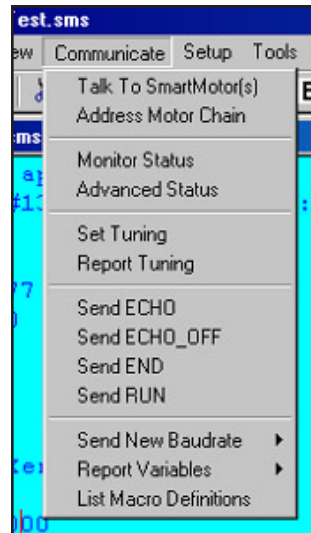 est.sms
ew Communicate Setup Tools
Talk To SmartMotor(s)
Address Motor Chain
ms
Monitor Status
Advanced Status
Set Tuning
Report Tuning
Send ECHO
Send ECHO_OFF
Send END
Send RUN
Send New Baudrate
Report Variables
List Macro Definitions